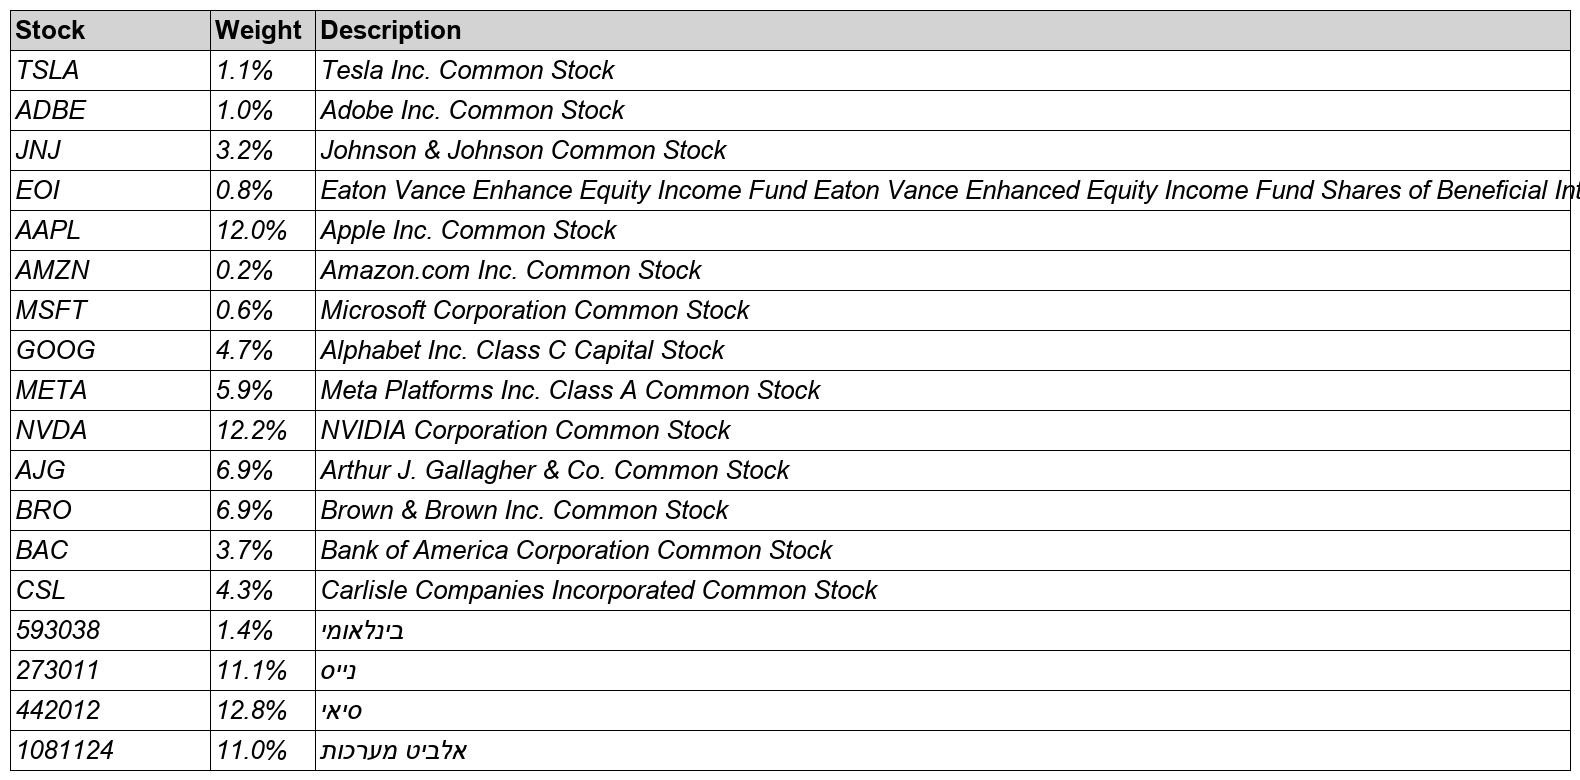 Stock Weight Description
TSLA 1.1% Tesla Inc. Common Stock
ADBE 1.0% Adobe Inc. Common Stock
JNJ 3.2% Johnson & Johnson Common Stock
EOI 0.8% Eaton Vance Enhance Equity Income Fund Eaton Vance Enhanced Equity Income Fund Shares of Beneficial Int
AAPL 12.0% Apple Inc. Common Stock
AMZN 0.2% Amazon.com Inc. Common Stock
MSFT 0.6% Microsoft Corporation Common Stock
GOOG 4.7% Alphabet Inc. Class C Capital Stock
META 5.9% Meta Platforms Inc. Class A Common Stock
NVDA 12.2% NVIDIA Corporation Common Stock
AJG 6.9% Arthur J. Gallagher & Co. Common Stock
BRO 6.9% Brown & Brown Inc. Common Stock
BAC 3.7% Bank of America Corporation Common Stock
CSL 4.3% Carlisle Companies Incorporated Common Stock
593038 1.4% בינלאומי
273011 11.1% נייס
442012 12.8% סיאי
1081124 11.0% אלביט מערכות